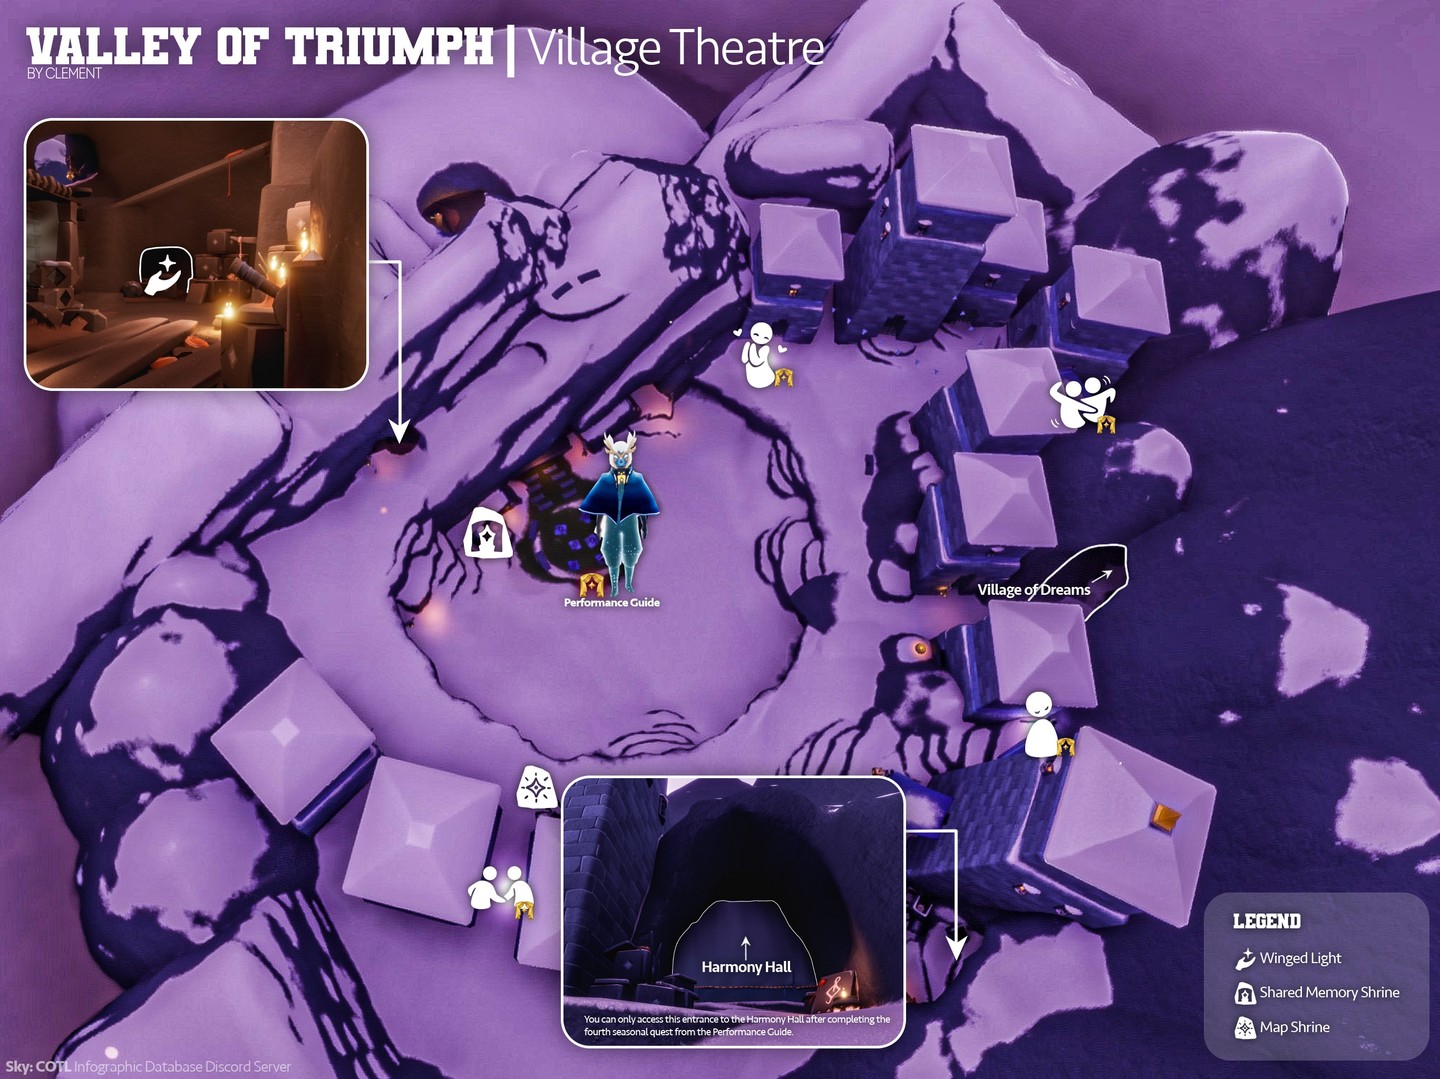 VALLEY OF TRIUMPH | Village Theatre
BY CLEMENT
Performance Guide
Village of Dreams
Harmony Hall
You can only access this entrance to the Harmony Hall after completing the
fourth seasonal quest from the Performance Guide.
LEGEND
Winged Light
Shared Memory Shrine
Map Shrine
Sky: COTL Infographic Database Discord Server